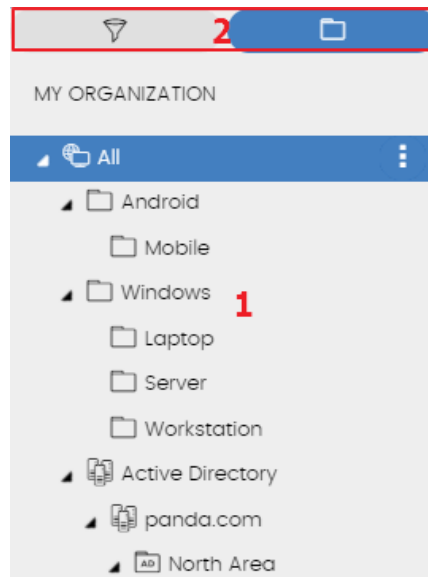 2
MY ORGANIZATION
All
Android
Mobile
Windows
1
Laptop
Server
Workstation
Active Directory
panda.com
AD North Area